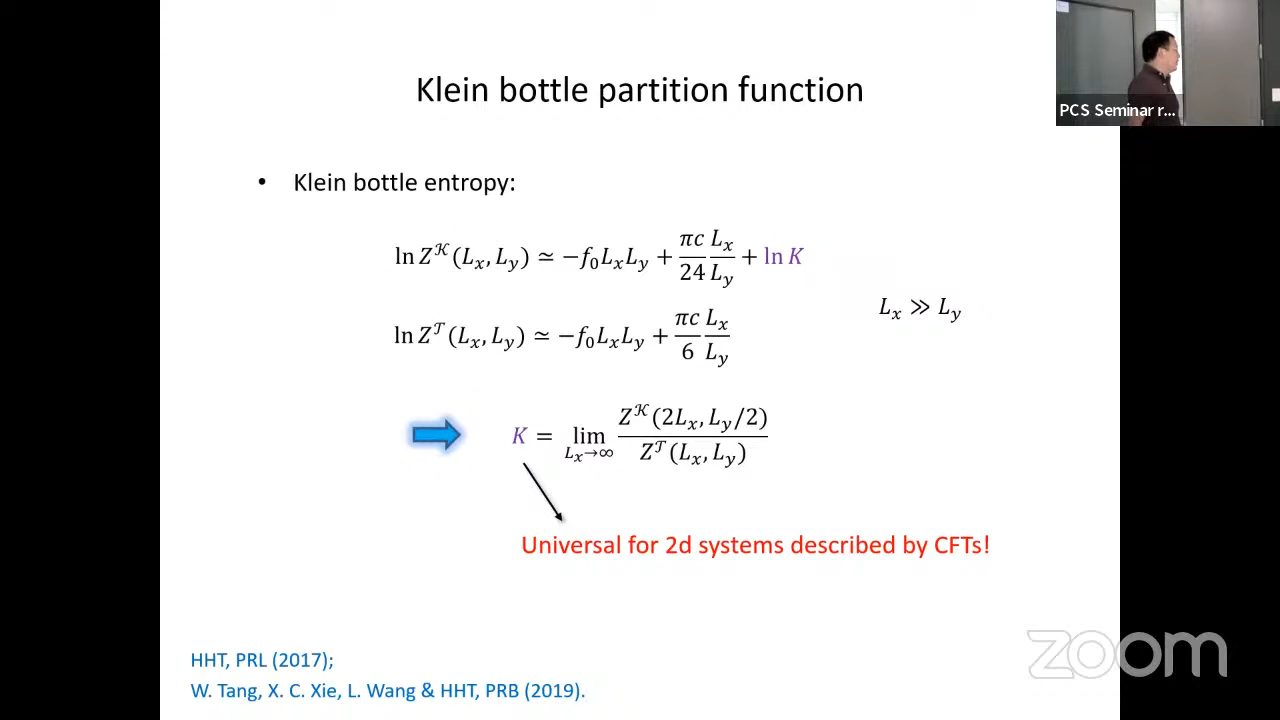 Klein bottle partition function
PCS Seminar r...
• Klein bottle entropy:
ln Z^𝒦(L_x, L_y) ≃ −f_0 L_x L_y + (πc/24)(L_x/L_y) + ln K
L_x ≫ L_y
ln Z^𝒯(L_x, L_y) ≃ −f_0 L_x L_y + (πc/6)(L_x/L_y)
K = lim_{L_x→∞} Z^𝒦(2L_x, L_y/2) / Z^𝒯(L_x, L_y)
Universal for 2d systems described by CFTs!
HHT, PRL (2017);
W. Tang, X. C. Xie, L. Wang & HHT, PRB (2019).
zoom